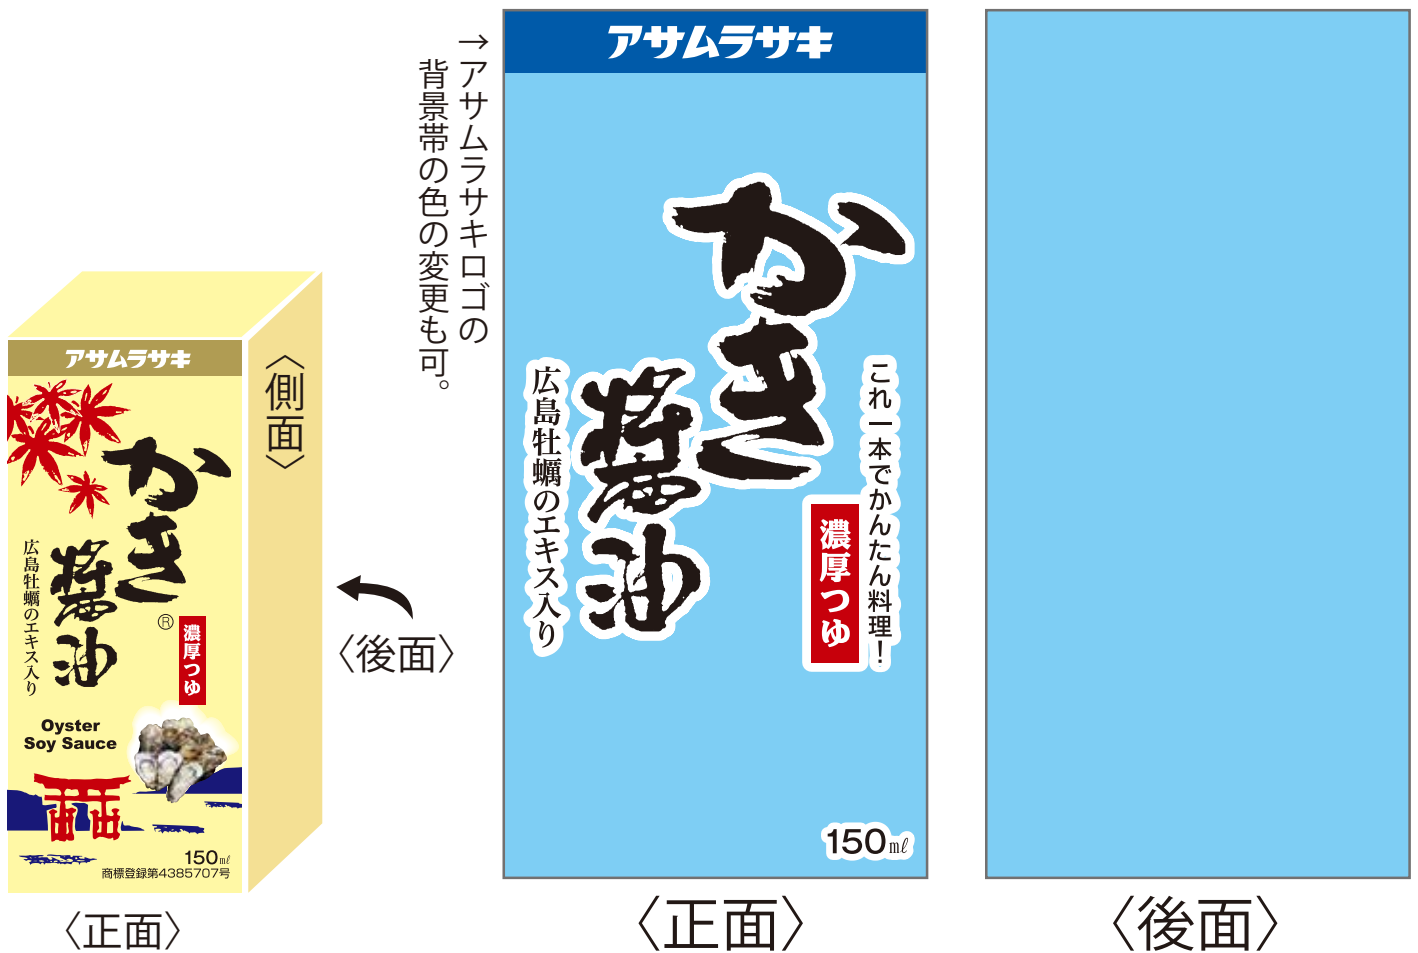 アサムラサキ
かき
醤油
®
広島牡蠣のエキス入り
濃厚つゆ
Oyster
Soy Sauce
150㎖
商標登録第4385707号
〈正面〉
〈側面〉
〈後面〉
→アサムラサキロゴの
背景帯の色の変更も可。
アサムラサキ
かき
醤油
これ一本でかんたん料理!
濃厚つゆ
広島牡蠣のエキス入り
150㎖
〈正面〉
〈後面〉